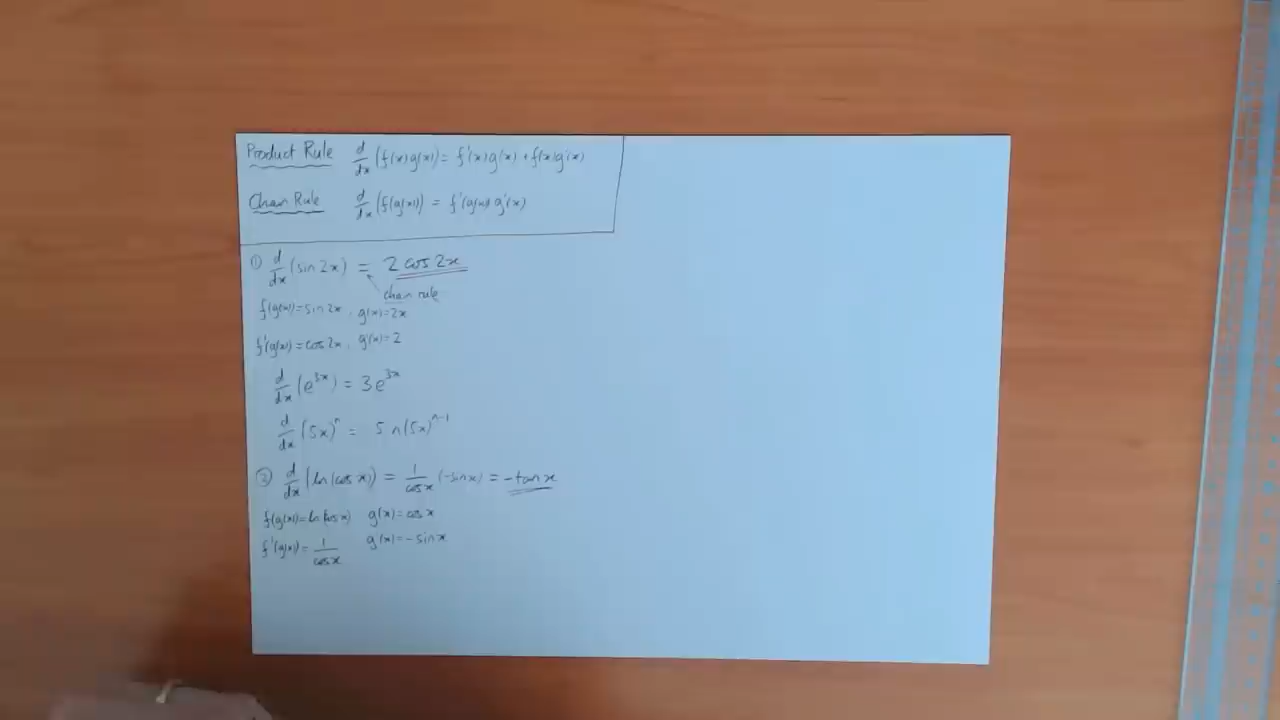 Product Rule d/dx (f(x)g(x)) = f'(x)g(x) + f(x)g'(x)
Chain Rule d/dx (f(g(x))) = f'(g(x)) g'(x)
① d/dx (sin 2x) = 2 cos 2x
chain rule
f(g(x)) = sin 2x , g(x) = 2x
f'(g(x)) = cos 2x , g'(x) = 2
d/dx (e^3x) = 3e^3x
d/dx (5x)^n = 5n(5x)^n-1
② d/dx (ln(cos x)) = 1/cos x (-sin x) = -tan x
f(g(x)) = ln(cos x) g(x) = cos x
f'(g(x)) = 1/cos x g'(x) = -sin x